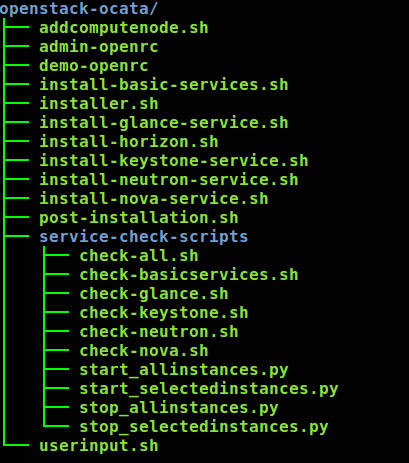 openstack-ocata/
├── addcomputenode.sh
├── admin-openrc
├── demo-openrc
├── install-basic-services.sh
├── installer.sh
├── install-glance-service.sh
├── install-horizon.sh
├── install-keystone-service.sh
├── install-neutron-service.sh
├── install-nova-service.sh
├── post-installation.sh
├── service-check-scripts
│   ├── check-all.sh
│   ├── check-basicservices.sh
│   ├── check-glance.sh
│   ├── check-keystone.sh
│   ├── check-neutron.sh
│   ├── check-nova.sh
│   ├── start_allinstances.py
│   ├── start_selectedinstances.py
│   ├── stop_allinstances.py
│   └── stop_selectedinstances.py
└── userinput.sh